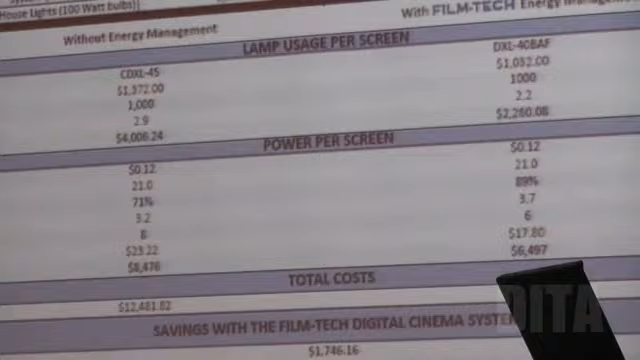 House Lights (100 Watt bulbs)
With FILM-TECH Energy
Without Energy Management
LAMP USAGE PER SCREEN
CDXL-45 DXL-40BAF
$1,372.00 $1,032.00
1,000 1000
2.9 2.2
$4,006.24 $2,260.08
POWER PER SCREEN
$0.12 $0.12
21.0 21.0
71% 89%
3.2 3.7
8 6
$23.22 $17.80
$8,476 $6,497
TOTAL COSTS
$12,481.82
SAVINGS WITH THE FILM-TECH DIGITAL CINEMA
$1,746.16